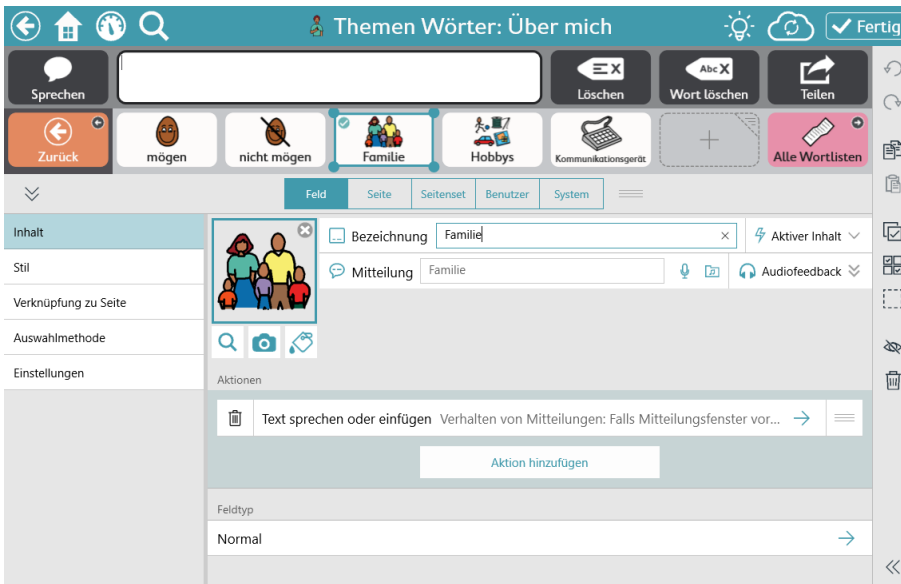 Themen Wörter: Über mich
Fertig
Sprechen
Löschen
Abc
Wort löschen
Teilen
Zurück
mögen
nicht mögen
Familie
Hobbys
Kommunikationsgerät
Alle Wortlisten
Feld
Seite
Seitenset
Benutzer
System
Inhalt
Stil
Verknüpfung zu Seite
Auswahlmethode
Einstellungen
Bezeichnung
Familie
Aktiver Inhalt
Mitteilung
Familie
Audiofeedback
Aktionen
Text sprechen oder einfügen Verhalten von Mitteilungen: Falls Mitteilungsfenster vor...
Aktion hinzufügen
Feldtyp
Normal